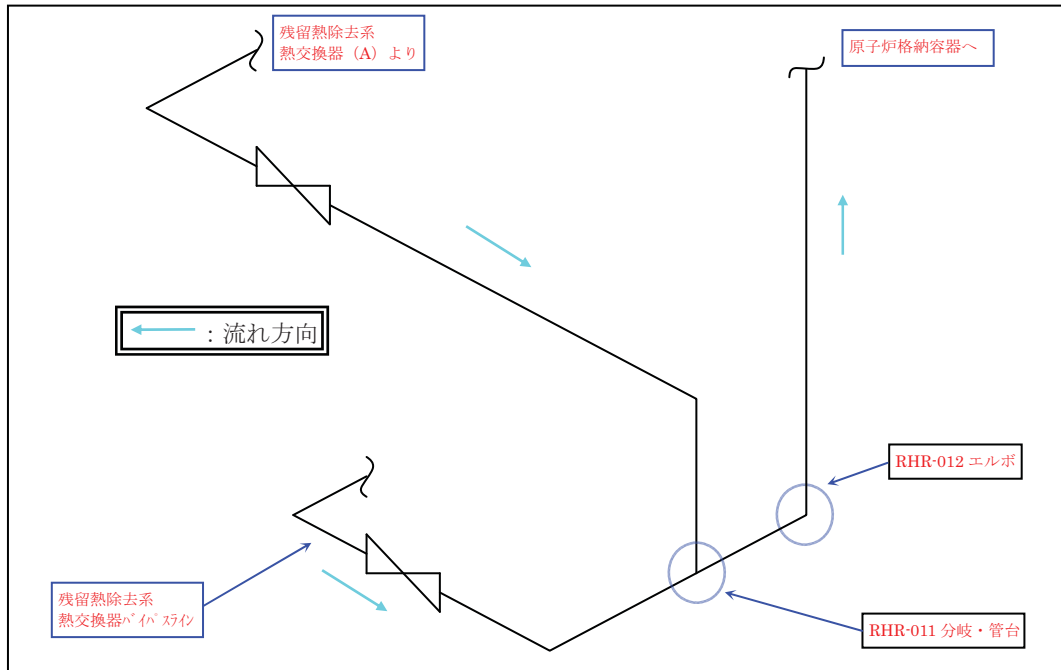 残留熱除去系
熱交換器（A）より
原子炉格納容器へ
：流れ方向
RHR-012 エルボ
残留熱除去系
熱交換器ﾊﾞｲﾊﾟｽﾗｲﾝ
RHR-011 分岐・管台